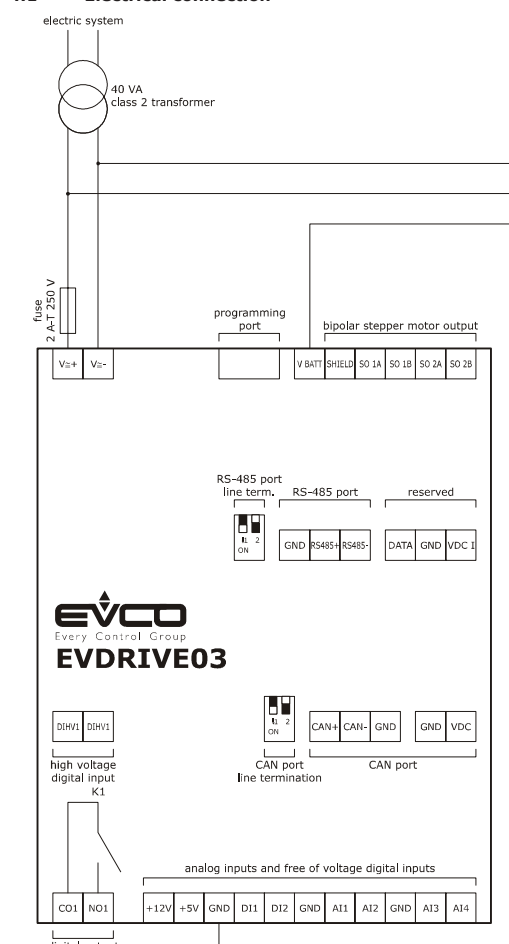 electric system
40 VA
class 2 transformer
fuse
2 A-T 250 V
programming
port
bipolar stepper motor output
V≅+ V≅- V BATT SHIELD SO 1A SO 1B SO 2A SO 2B
RS-485 port
line term.
RS-485 port
reserved
1 2
ON
GND RS485+ RS485- DATA GND VDC I
EVCO
Every Control Group
EVDRIVE03
DIHV1 DIHV1
1 2
ON
CAN+ CAN- GND GND VDC
high voltage
digital input
CAN port
line termination
CAN port
K1
analog inputs and free of voltage digital inputs
CO1 NO1 +12V +5V GND DI1 DI2 GND AI1 AI2 GND AI3 AI4